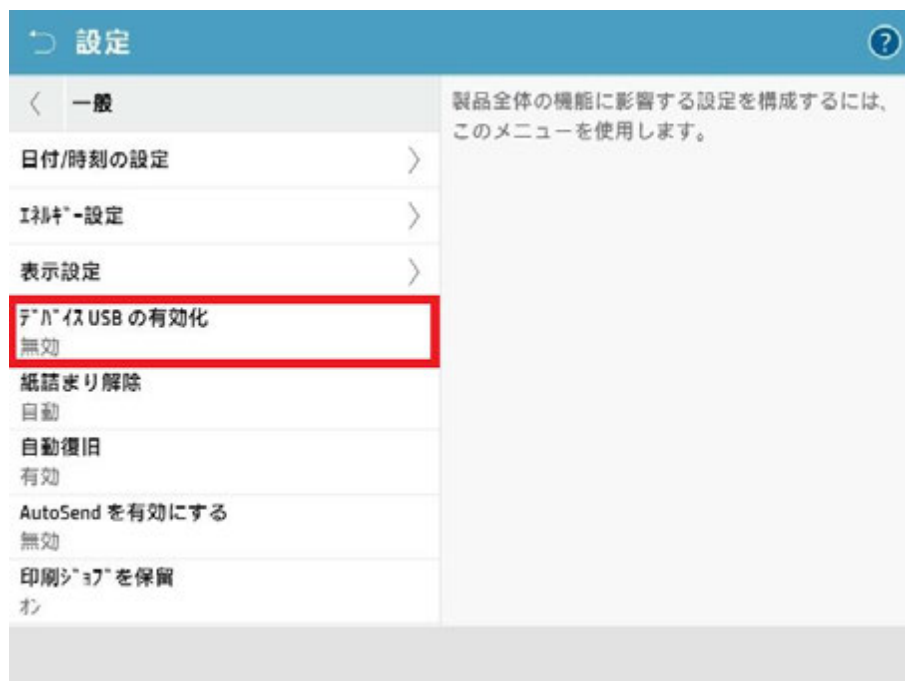 設定
?
一般
製品全体の機能に影響する設定を構成するには、
このメニューを使用します。
日付/時刻の設定
ｴﾈﾙｷﾞｰ設定
表示設定
ﾃﾞﾊﾞｲｽ USB の有効化
無効
紙詰まり解除
自動
自動復旧
有効
AutoSend を有効にする
無効
印刷ｼﾞｮﾌﾞを保留
ｵﾝ